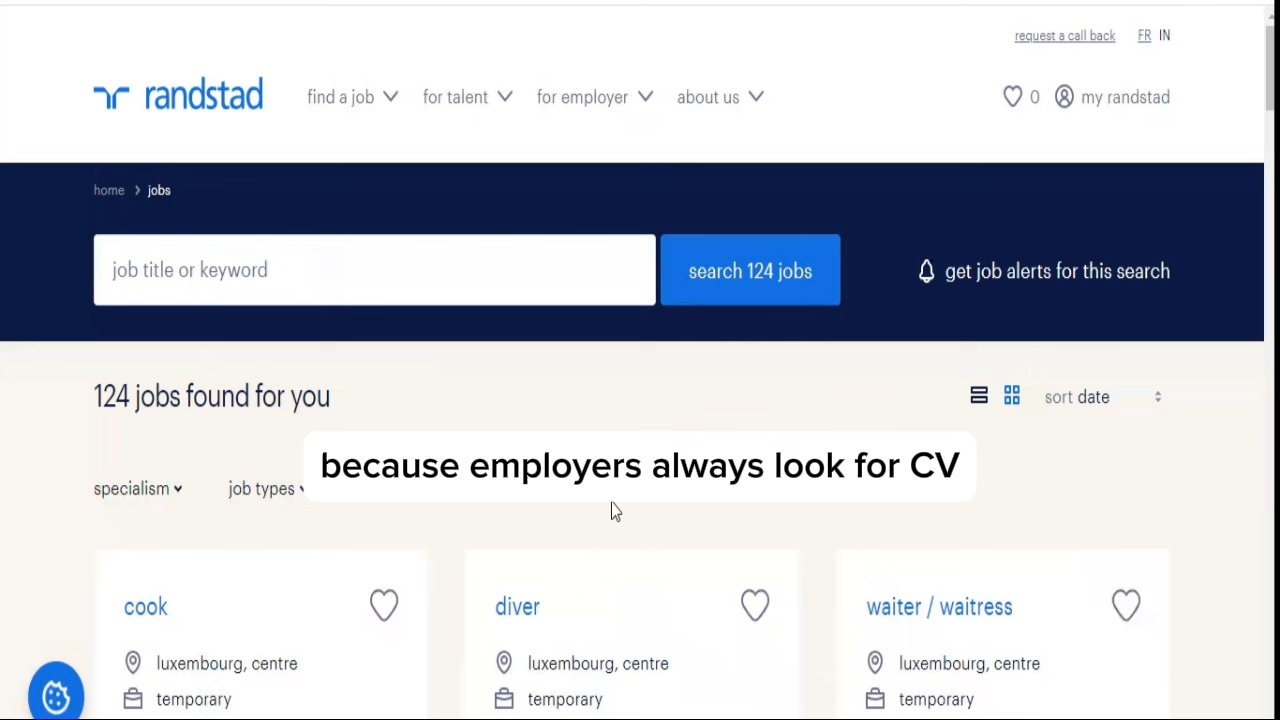 request a call back FR IN
randstad find a job for talent for employer about us 0 my randstad
home jobs
job title or keyword search 124 jobs get job alerts for this search
124 jobs found for you sort date
because employers always look for CV
specialism job types
cook diver waiter / waitress
luxembourg, centre luxembourg, centre luxembourg, centre
temporary temporary temporary